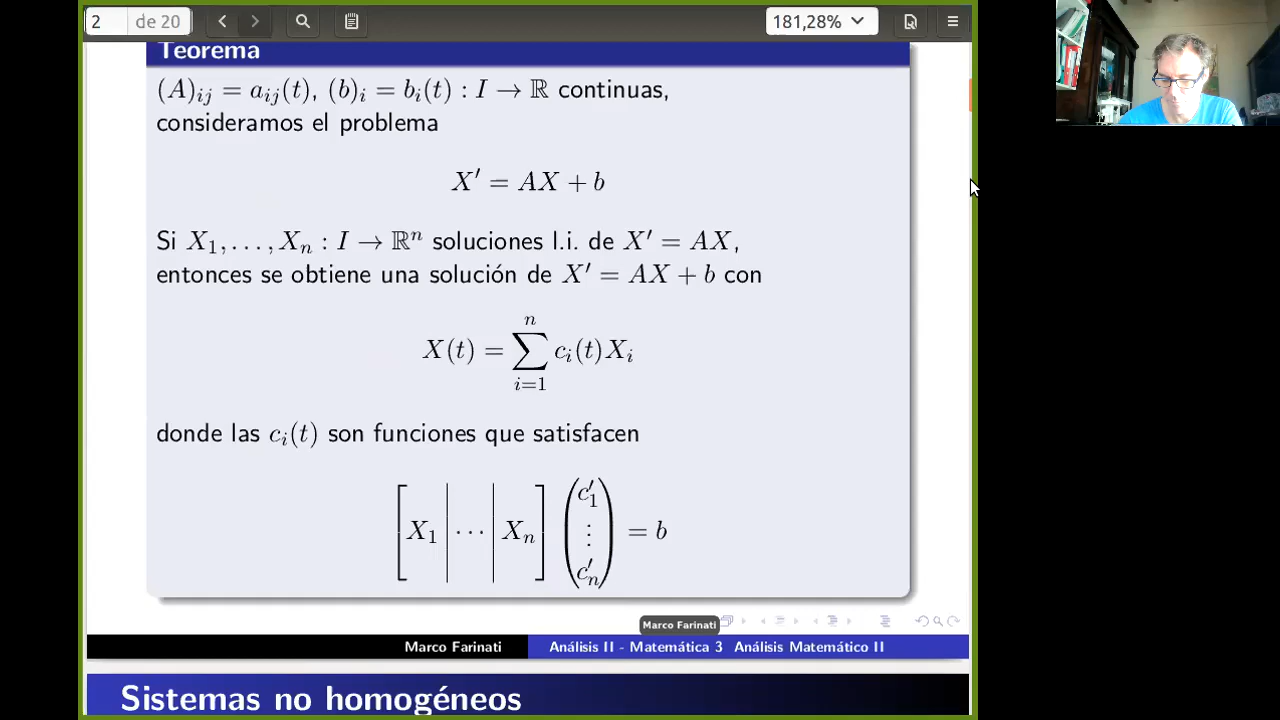 2 de 20 181,28%
Teorema
(A)ij = aij(t), (b)i = bi(t) : I → ℝ continuas,
consideramos el problema
X′ = AX + b
Si X1, . . . , Xn : I → ℝn soluciones l.i. de X′ = AX,
entonces se obtiene una solución de X′ = AX + b con
X(t) = n∑i=1 ci(t)Xi
donde las ci(t) son funciones que satisfacen
[X1 | ··· | Xn] (c′1 ⋮ c′n) = b
Marco Farinati
Marco Farinati Análisis II - Matemática 3 Análisis Matemático II
Sistemas no homogéneos